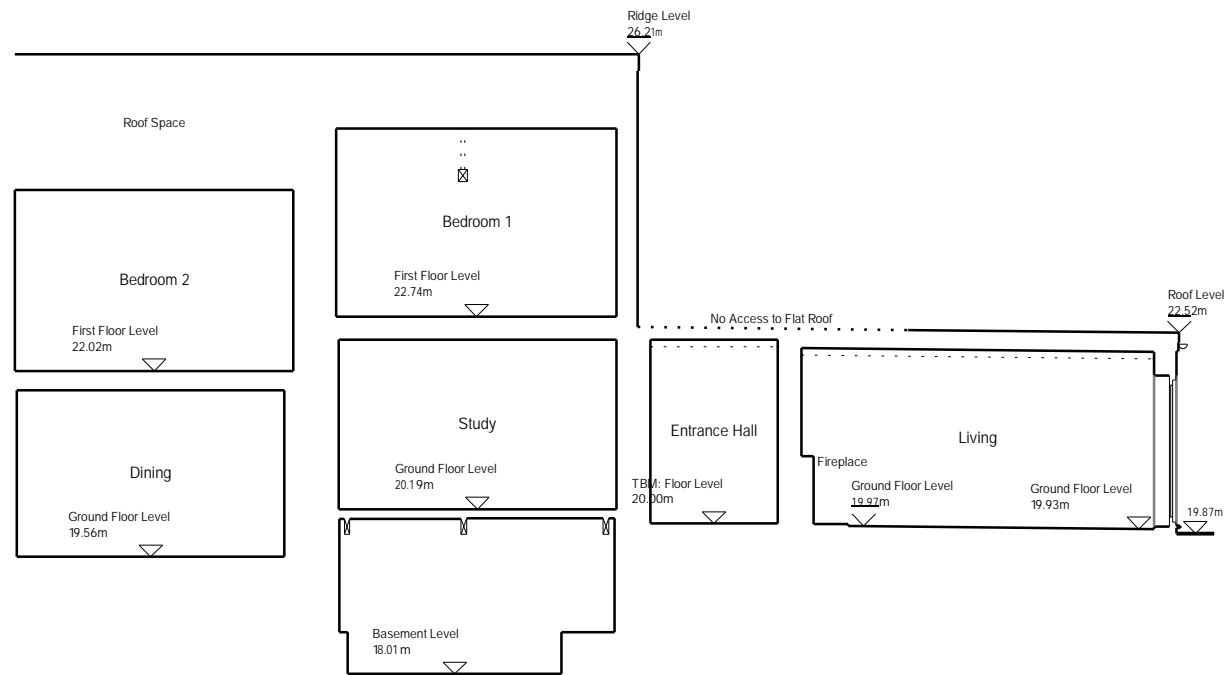 Ridge Level
26.21m
Roof Space
Bedroom 1
First Floor Level
22.74m
Bedroom 2
First Floor Level
22.02m
No Access to Flat Roof
Roof Level
22.52m
Study
Ground Floor Level
20.19m
Entrance Hall
TBM: Floor Level
20.00m
Living
Fireplace
Ground Floor Level
19.97m
Ground Floor Level
19.93m
19.87m
Dining
Ground Floor Level
19.56m
Basement Level
18.01m